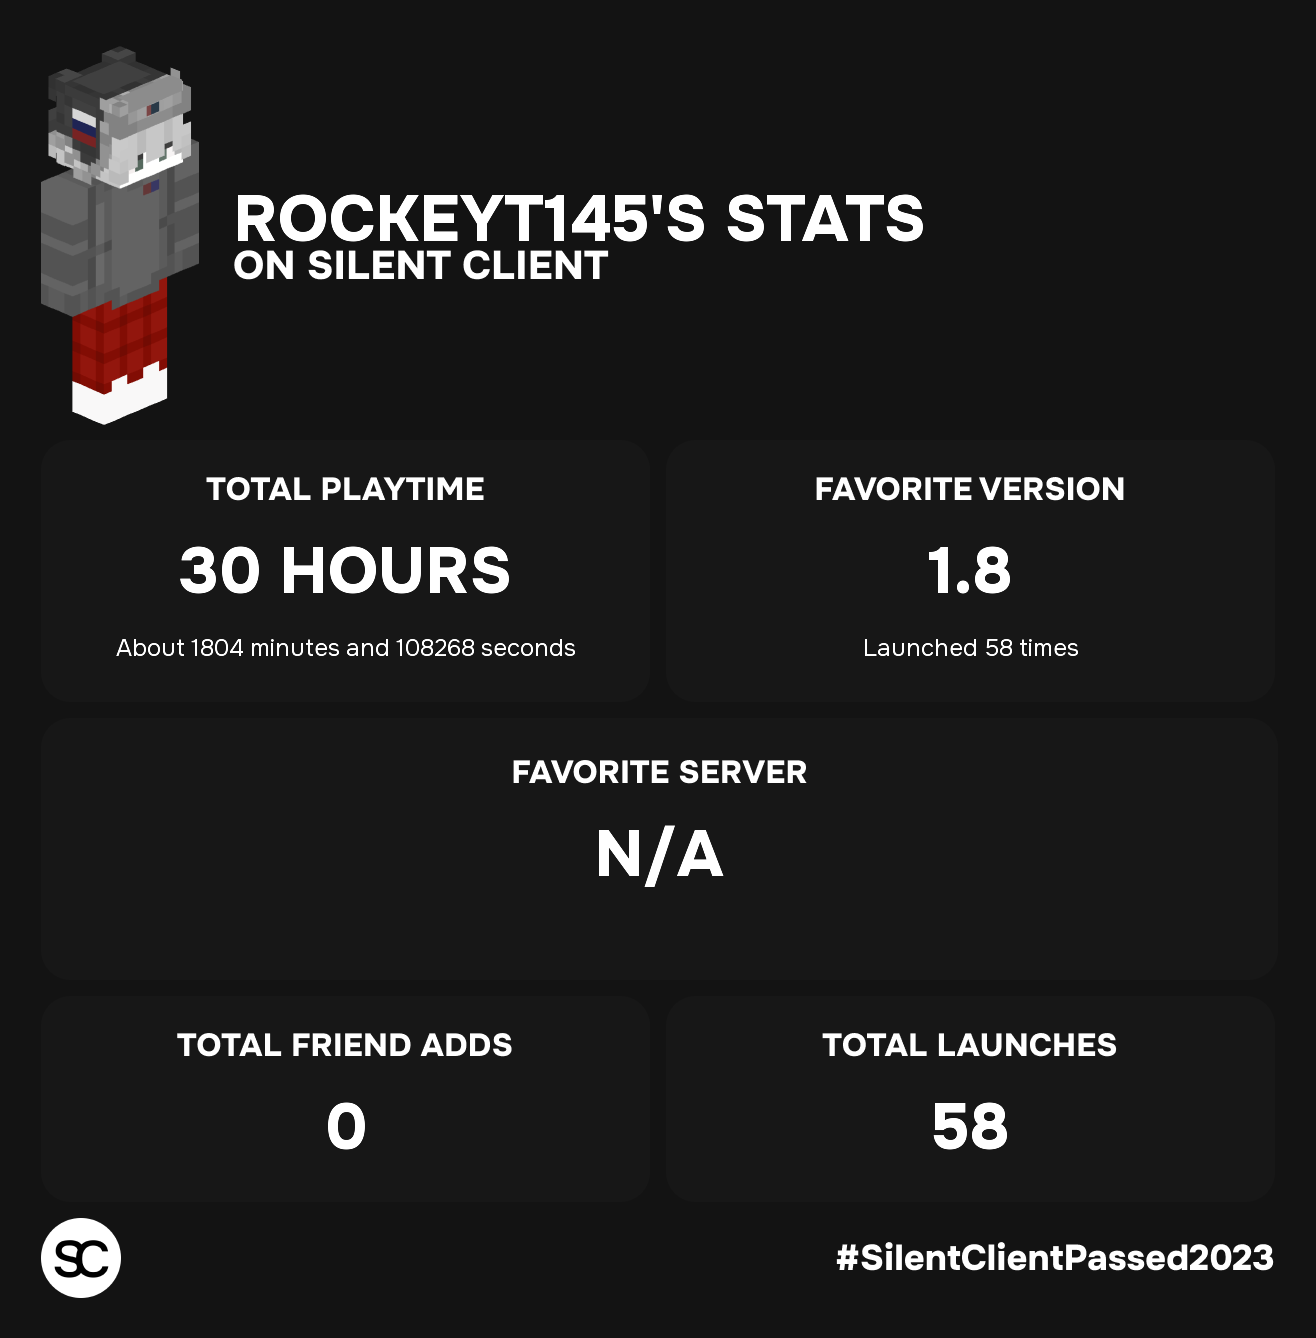 ROCKEYT145'S STATS
ON SILENT CLIENT
TOTAL PLAYTIME
30 HOURS
About 1804 minutes and 108268 seconds
FAVORITE VERSION
1.8
Launched 58 times
FAVORITE SERVER
N/A
TOTAL FRIEND ADDS
0
TOTAL LAUNCHES
58
SC
#SilentClientPassed2023